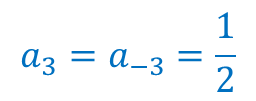 a₃ = a₋₃ = 1/2